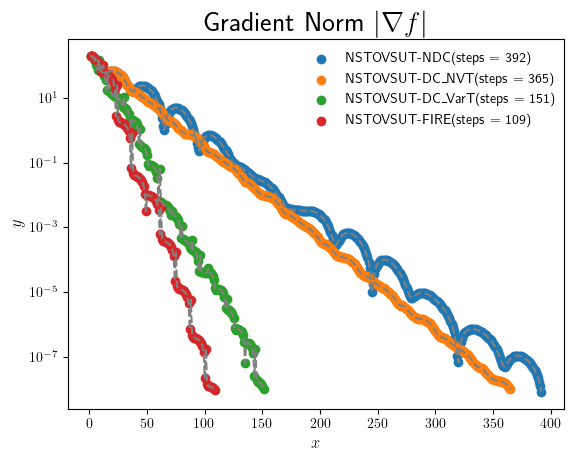 Gradient Norm |∇f|
NSTOVSUT-NDC(steps = 392)
NSTOVSUT-DC_NVT(steps = 365)
NSTOVSUT-DC_VarT(steps = 151)
NSTOVSUT-FIRE(steps = 109)
10^1
10^−1
10^−3
10^−5
10^−7
y
0 50 100 150 200 250 300 350 400
x